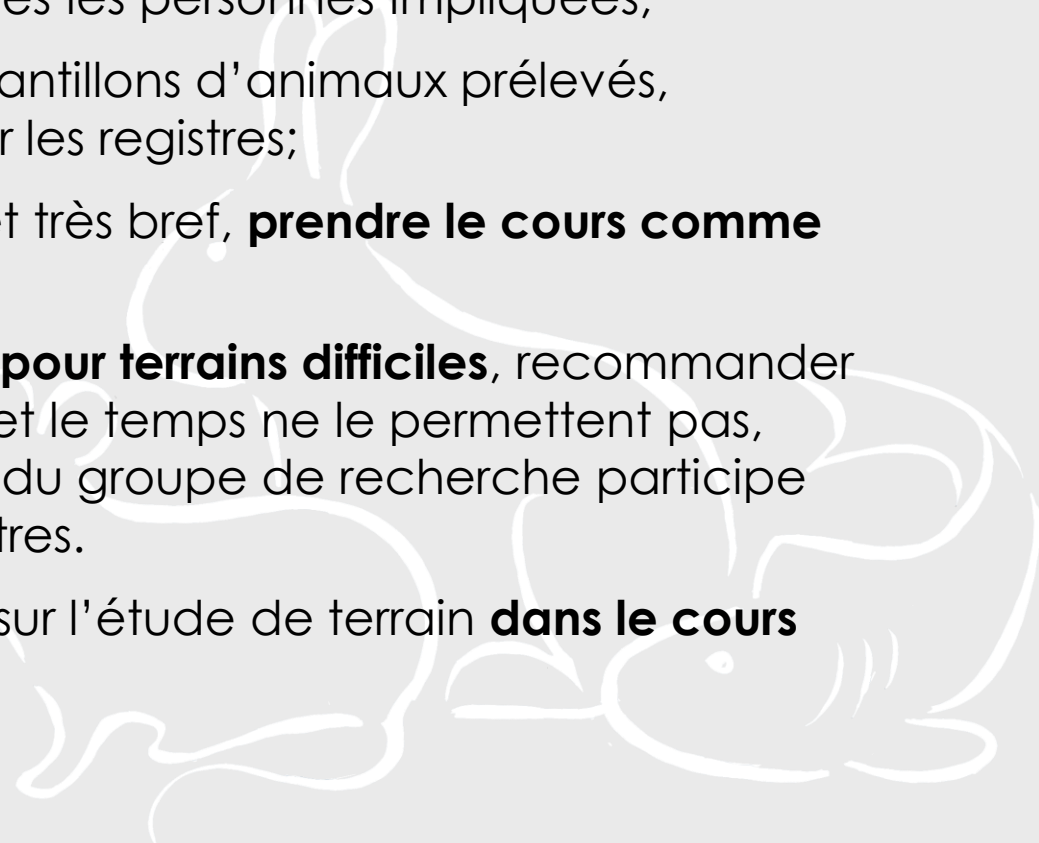 es les personnes impliquées,
antillons d’animaux prélevés,
r les registres;
et très bref, prendre le cours comme
pour terrains difficiles, recommander
et le temps ne le permettent pas,
du groupe de recherche participe
tres.
sur l’étude de terrain dans le cours